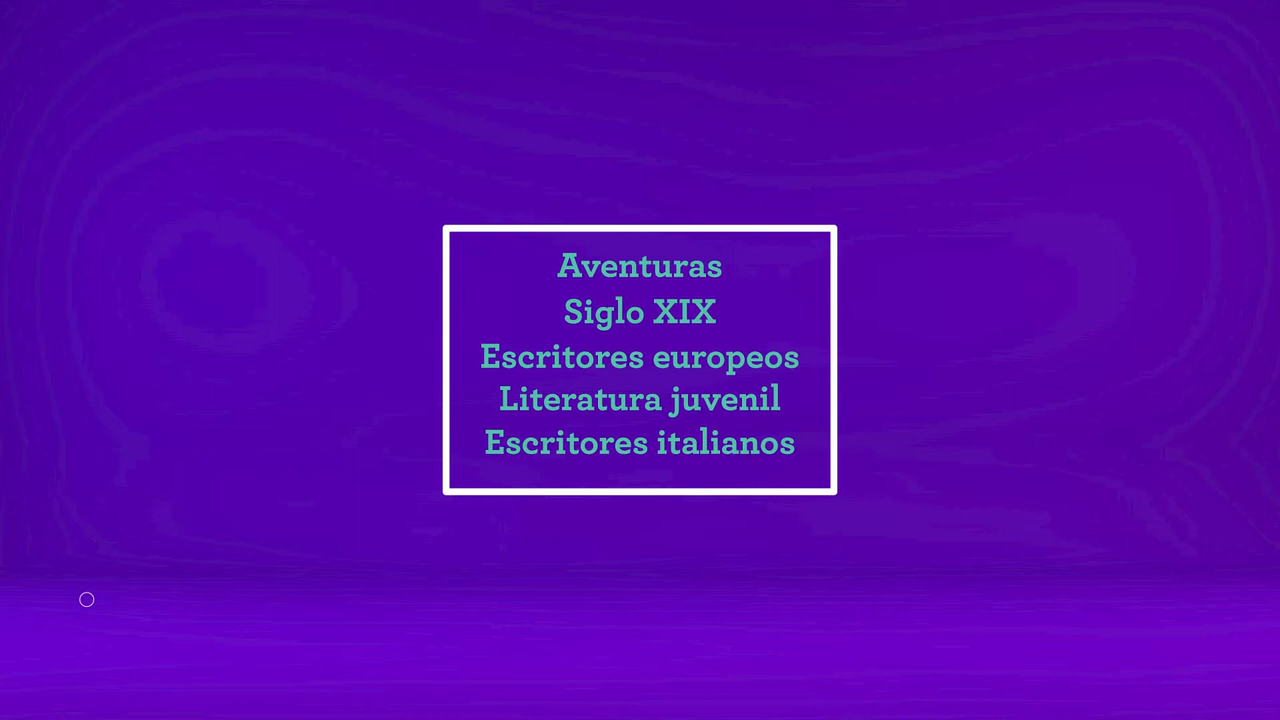 Aventuras
Siglo XIX
Escritores europeos
Literatura juvenil
Escritores italianos